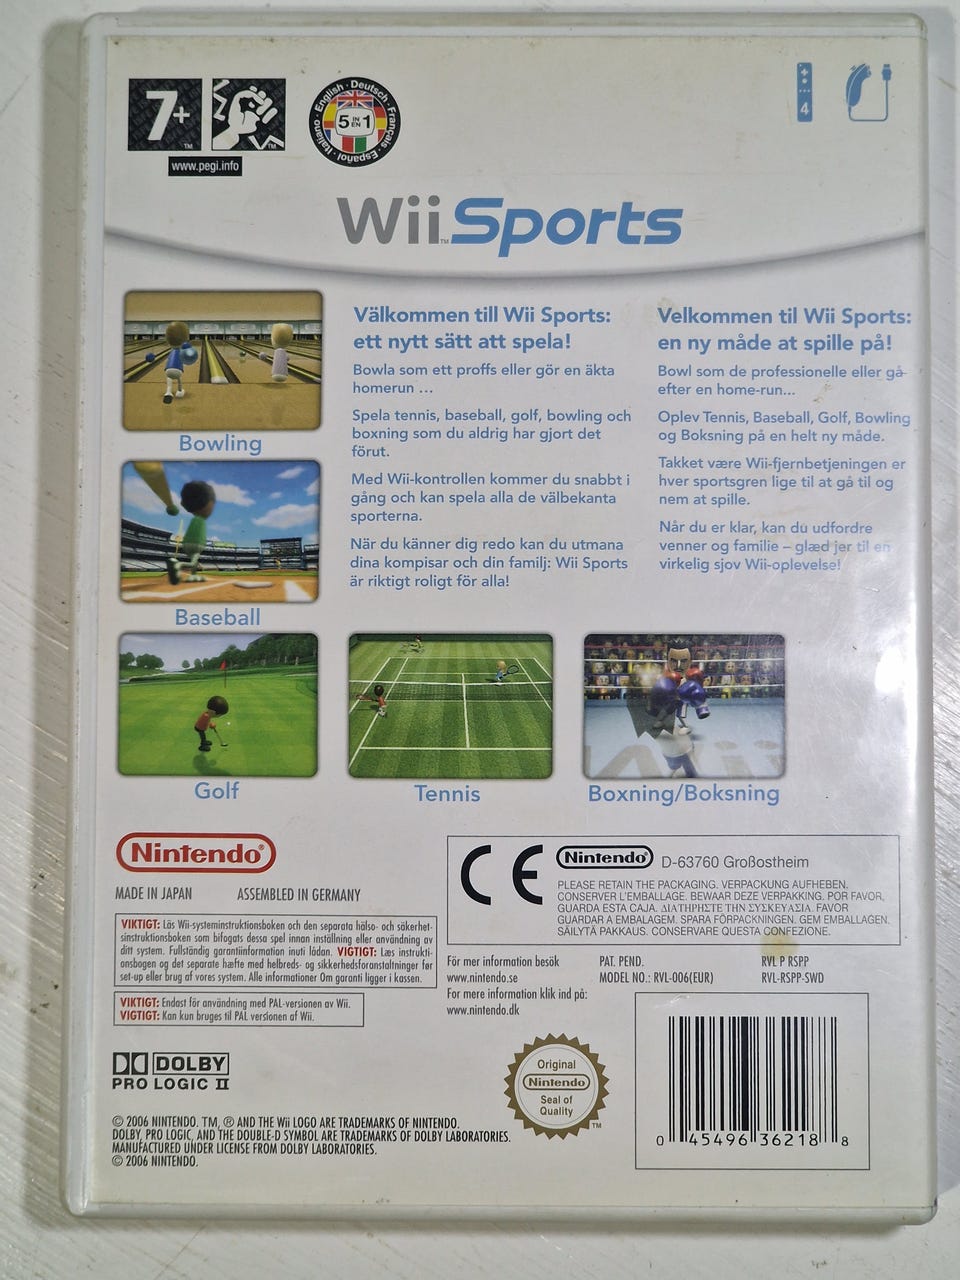 7+
TM
TM
www.pegi.info
English · Deutsch · Français · Español · Italiano
5 IN EN 1
4
Wii Sports
TM
Bowling
Baseball
Välkommen till Wii Sports:
ett nytt sätt att spela!
Bowla som ett proffs eller gör en äkta
homerun ...
Spela tennis, baseball, golf, bowling och
boxning som du aldrig har gjort det
förut.
Med Wii-kontrollen kommer du snabbt i
gång och kan spela alla de välbekanta
sporterna.
När du känner dig redo kan du utmana
dina kompisar och din familj: Wii Sports
är riktigt roligt för alla!
Velkommen til Wii Sports:
en ny måde at spille på!
Bowl som de professionelle eller gå
efter en home-run...
Oplev Tennis, Baseball, Golf, Bowling
og Boksning på en helt ny måde.
Takket være Wii-fjernbetjeningen er
hver sportsgren lige til at gå til og
nem at spille.
Når du er klar, kan du udfordre
venner og familie – glæd jer til en
virkelig sjov Wii-oplevelse!
Golf
Tennis
Wii
Boxning/Boksning
Nintendo®
MADE IN JAPAN
ASSEMBLED IN GERMANY
CE
Nintendo®
D-63760 Großostheim
PLEASE RETAIN THE PACKAGING. VERPACKUNG AUFHEBEN.
CONSERVER L'EMBALLAGE. BEWAAR DEZE VERPAKKING. POR FAVOR,
GUARDA ESTA CAJA. ΔΙΑΤΗΡΗΣΤΕ ΤΗΝ ΣΥΣΚΕΥΑΣΙΑ. FAVOR
GUARDAR A EMBALAGEM. SPARA FÖRPACKNINGEN. GEM EMBALLAGEN.
SÄILYTÄ PAKKAUS. CONSERVARE QUESTA CONFEZIONE.
VIKTIGT: Läs Wii-systeminstruktionsboken och den separata hälso- och säkerhet-
sinstruktionsboken som bifogats dessa spel innan inställning eller användning av
ditt system. Fullständig garantiinformation inuti lådan. VIGTIGT: Læs instrukti-
onsbogen og det separate hæfte med helbreds- og sikkerhedsforanstaltninger før
set-up eller brug af vores system. Alle informationer Om garanti ligger i kassen.
VIKTIGT: Endast för användning med PAL-versionen av Wii.
VIGTIGT: Kan kun bruges til PAL versionen af Wii.
För mer information besök
www.nintendo.se
For mere information klik ind på:
www.nintendo.dk
PAT. PEND.
MODEL NO.: RVL-006(EUR)
RVL P RSPP
RVL-RSPP-SWD
DOLBY
PRO LOGIC II
Original
Nintendo
Seal of
Quality
TM
© 2006 NINTENDO. TM, ® AND THE Wii LOGO ARE TRADEMARKS OF NINTENDO.
DOLBY, PRO LOGIC, AND THE DOUBLE-D SYMBOL ARE TRADEMARKS OF DOLBY LABORATORIES.
MANUFACTURED UNDER LICENSE FROM DOLBY LABORATORIES.
© 2006 NINTENDO.
0 45496 36218 8